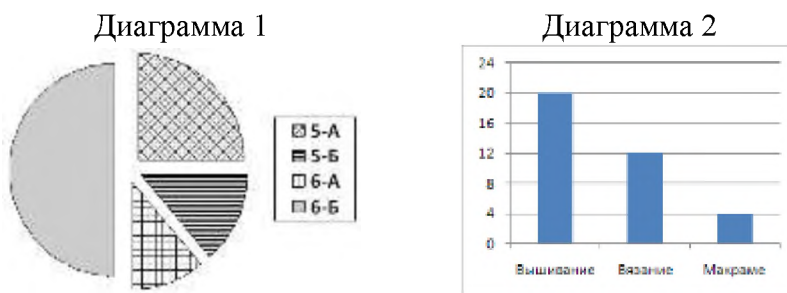 Диаграмма 1
5-А
5-Б
6-А
6-Б
Диаграмма 2
24
20
16
12
8
4
0
Вышивание Вязание Макраме